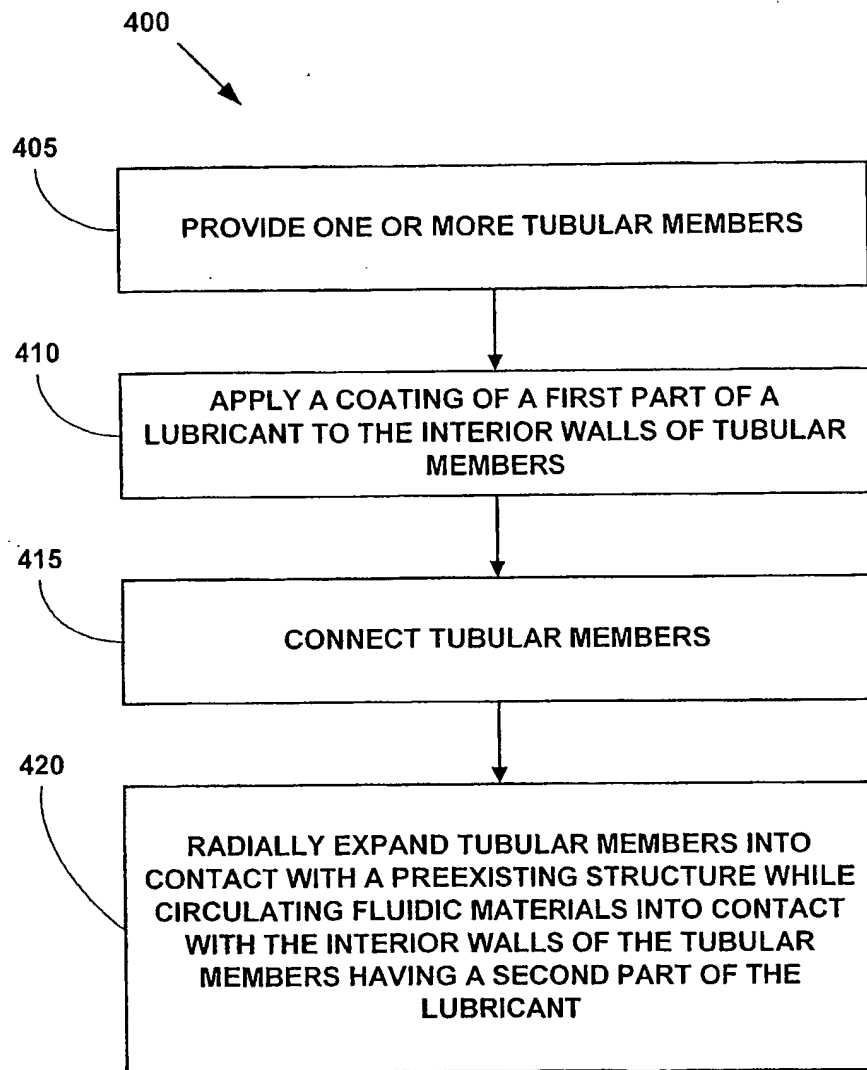 400
405
PROVIDE ONE OR MORE TUBULAR MEMBERS
410
APPLY A COATING OF A FIRST PART OF A
LUBRICANT TO THE INTERIOR WALLS OF TUBULAR
MEMBERS
415
CONNECT TUBULAR MEMBERS
420
RADIALLY EXPAND TUBULAR MEMBERS INTO
CONTACT WITH A PREEXISTING STRUCTURE WHILE
CIRCULATING FLUIDIC MATERIALS INTO CONTACT
WITH THE INTERIOR WALLS OF THE TUBULAR
MEMBERS HAVING A SECOND PART OF THE
LUBRICANT